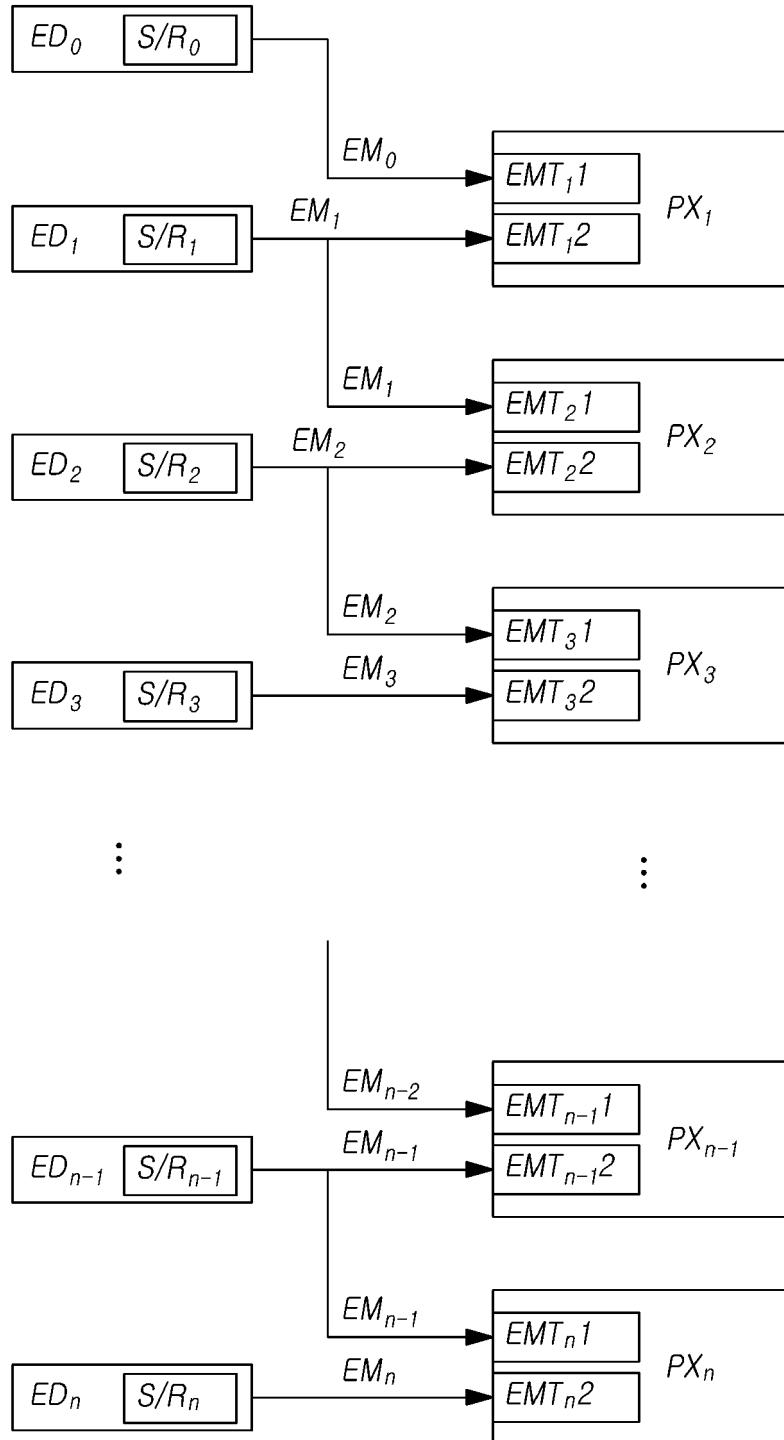 ED₀ S/R₀
EM₀
EMT₁1
PX₁
EM₁
ED₁ S/R₁
EMT₁2
EM₁
EMT₂1
PX₂
EM₂
ED₂ S/R₂
EMT₂2
EM₂
EMT₃1
PX₃
EM₃
ED₃ S/R₃
EMT₃2
⋮ ⋮
EMₙ₋₂
EMTₙ₋₁1
PXₙ₋₁
EMₙ₋₁
EDₙ₋₁ S/Rₙ₋₁
EMTₙ₋₁2
EMₙ₋₁
EMTₙ1
PXₙ
EMₙ
EDₙ S/Rₙ
EMTₙ2